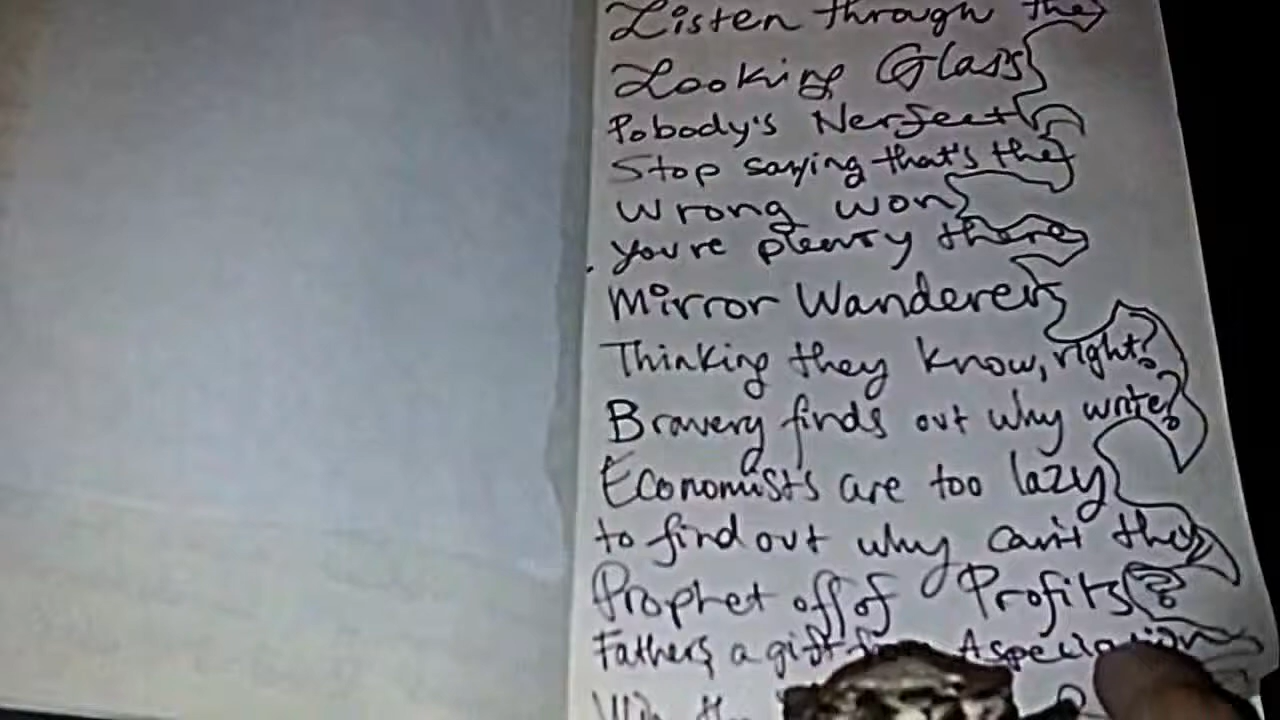 Listen through the
Looking Glass
Pobody's Nerfect
Stop saying that's the
Wrong won
You're plenty there
Mirror Wanderers
Thinking they know, right?
Bravery finds out why write?
Economists are too lazy
to find out why can't they
Prophet off of Profits?
Fathers, a gift